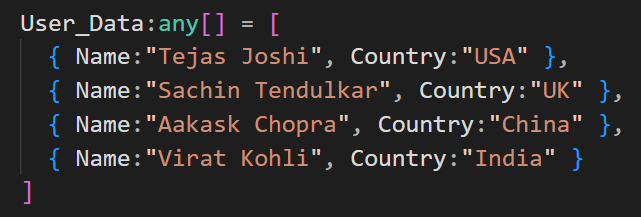 User_Data:any[] = [
{ Name:"Tejas Joshi", Country:"USA" },
{ Name:"Sachin Tendulkar", Country:"UK" },
{ Name:"Aakask Chopra", Country:"China" },
{ Name:"Virat Kohli", Country:"India" }
]